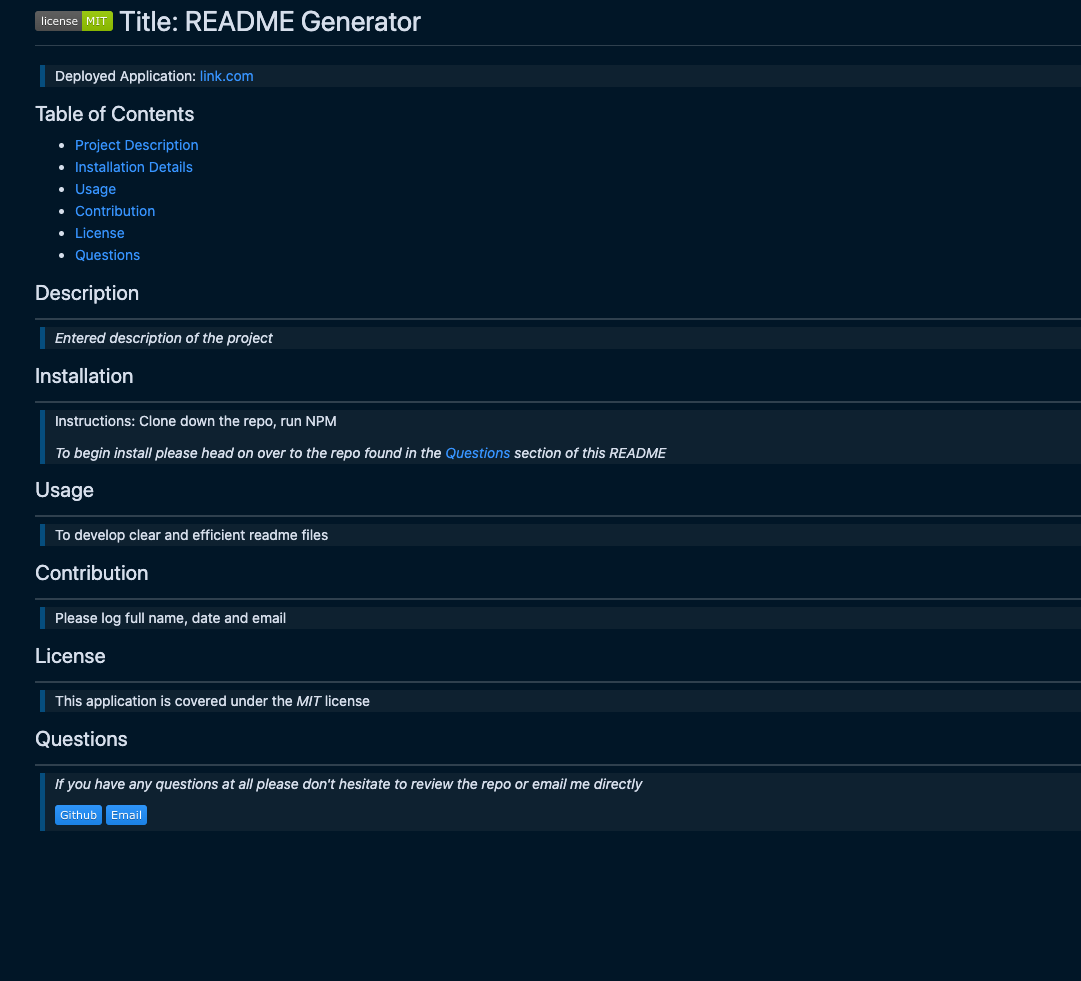 license MIT Title: README Generator
Deployed Application: link.com
Table of Contents
Project Description
Installation Details
Usage
Contribution
License
Questions
Description
Entered description of the project
Installation
Instructions: Clone down the repo, run NPM
To begin install please head on over to the repo found in the Questions section of this README
Usage
To develop clear and efficient readme files
Contribution
Please log full name, date and email
License
This application is covered under the MIT license
Questions
If you have any questions at all please don't hesitate to review the repo or email me directly
Github Email